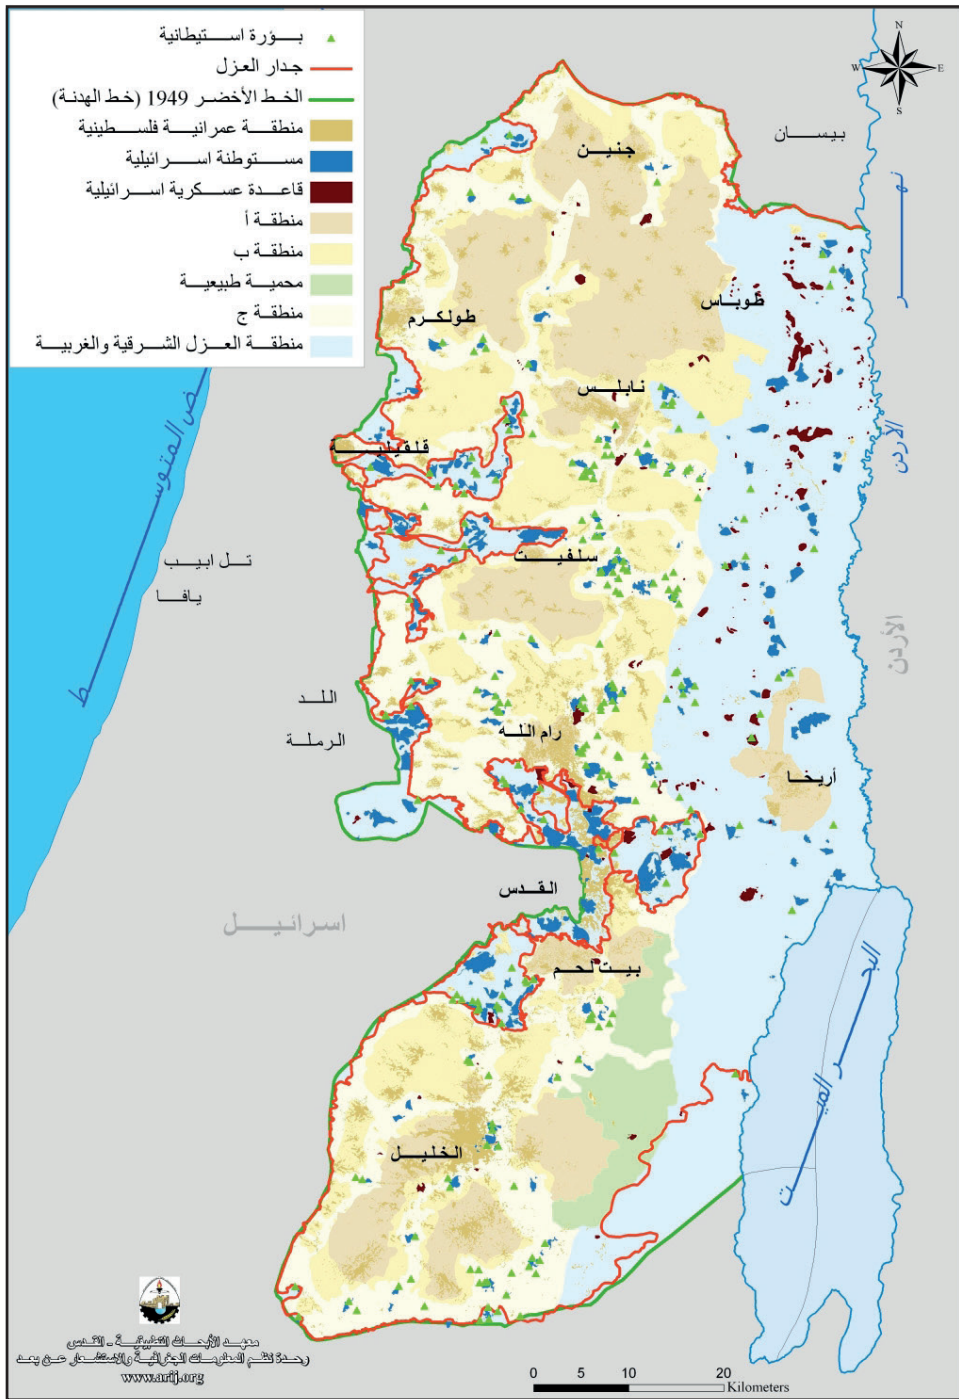 بؤرة استيطانية
جدار العزل
الخط الأخضر 1949 (خط الهدنة)
منطقة عمرانية فلسطينية
مستوطنة اسرائيلية
قاعدة عسكرية اسرائيلية
منطقة أ
منطقة ب
محمية طبيعية
منطقة ج
منطقة العزل الشرقية والغربية
N
W
E
S
بيسان
جنين
نهر
طوباس
طولكرم
نابلس
الأردن
قلقيلية
ض المتوسط
سلفيت
تل ابيب
يافا
الأردن
اللد
الرملة
رام الله
أريحا
القدس
اسرائيل
بيت لحم
البحر الميت
الخليل
معهد الأبحاث التطبيقية - القدس
وحدة نظم المعلومات الجغرافية والاستشعار عن بعد
www.arij.org
0 5 10 20
Kilometers